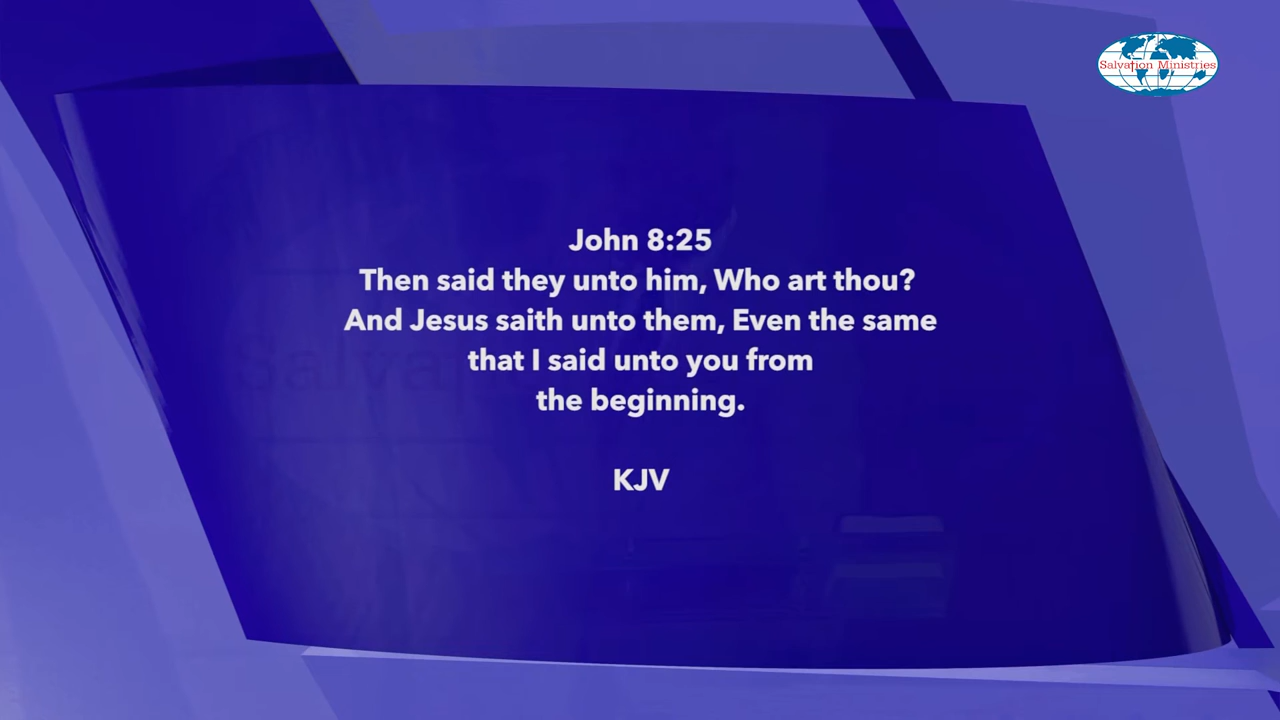 Salvation Ministries
John 8:25
Then said they unto him, Who art thou?
And Jesus saith unto them, Even the same
that I said unto you from
the beginning.
KJV